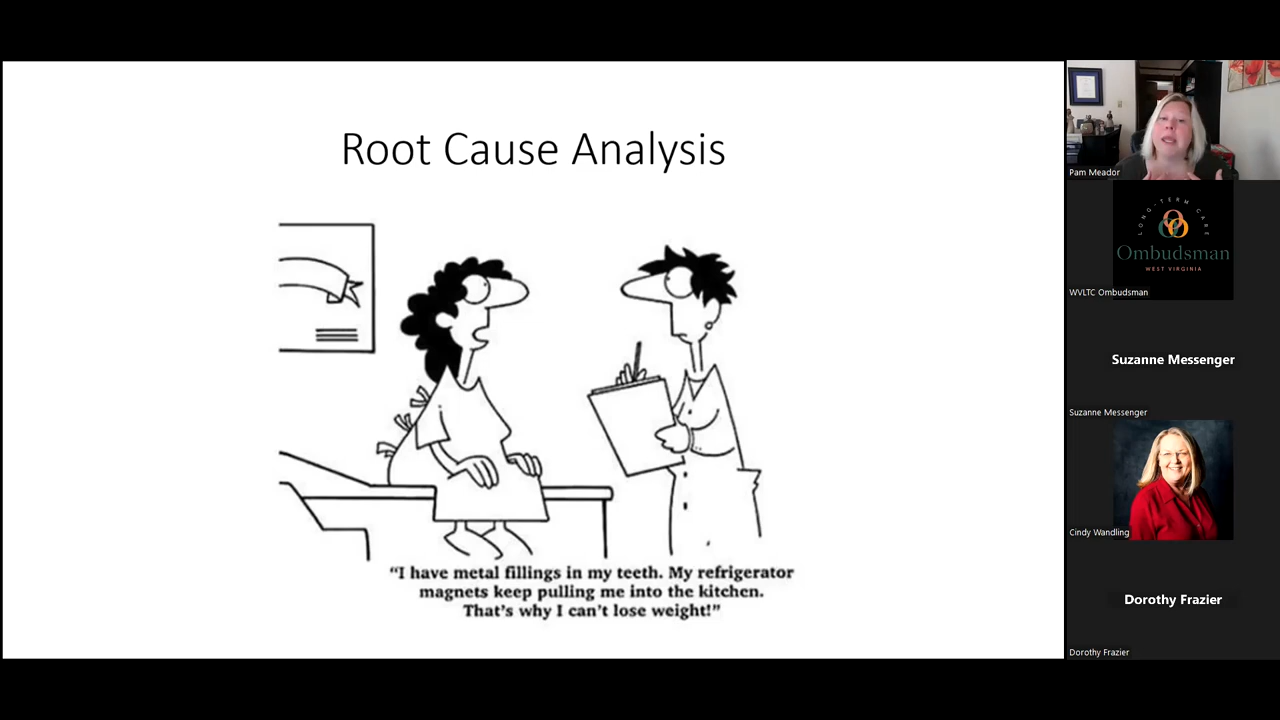 Root Cause Analysis
"I have metal fillings in my teeth. My refrigerator
magnets keep pulling me into the kitchen.
That's why I can't lose weight!"
Pam Meador
LONG-TERM CARE
Ombudsman
WEST VIRGINIA
WVLTC Ombudsman
Suzanne Messenger
Suzanne Messenger
Cindy Wandling
Dorothy Frazier
Dorothy Frazier